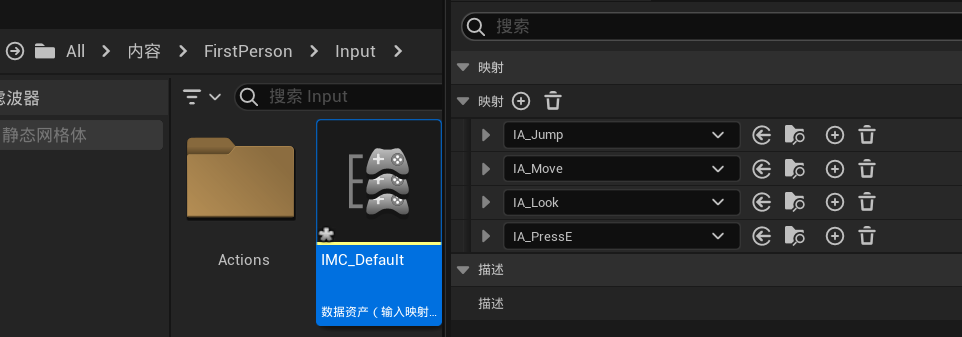 All > 内容 > FirstPerson > Input >
滤波器
搜索 Input
静态网格体
Actions
IMC_Default
数据资产（输入映射...
搜索
映射
映射
IA_Jump
IA_Move
IA_Look
IA_PressE
描述
描述